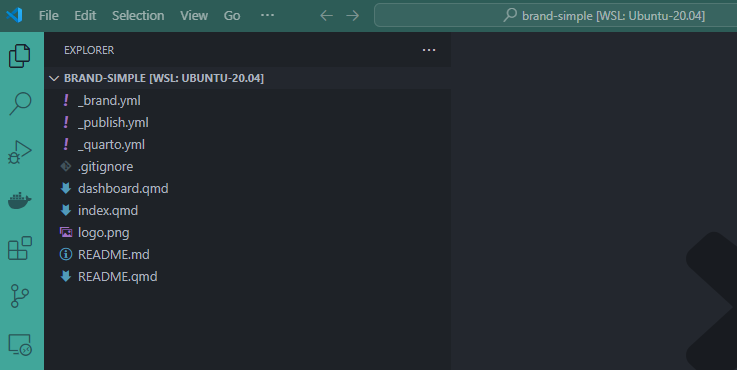 File Edit Selection View Go ··· brand-simple [WSL: Ubuntu-20.04]
EXPLORER ···
BRAND-SIMPLE [WSL: UBUNTU-20.04]
! _brand.yml
! _publish.yml
! _quarto.yml
.gitignore
dashboard.qmd
index.qmd
logo.png
README.md
README.qmd